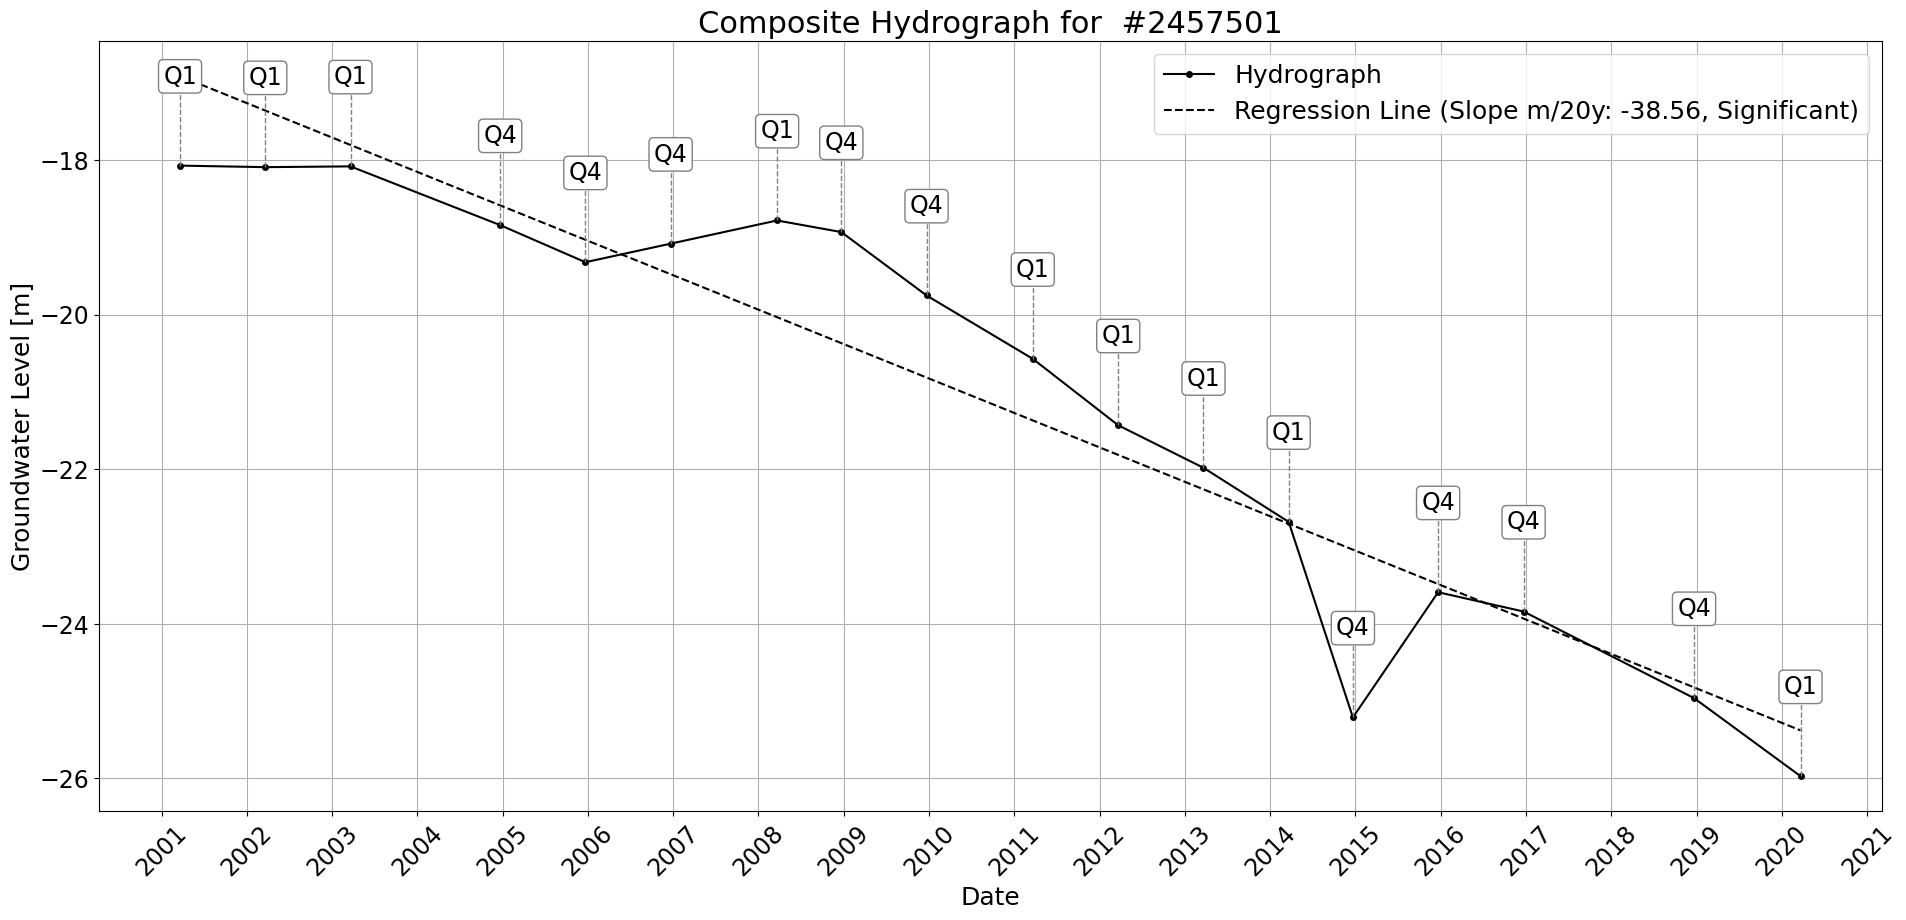 Composite Hydrograph for  #2457501
Hydrograph
Regression Line (Slope m/20y: -38.56, Significant)
Q1
Q1
Q1
Q4
Q4
Q4
Q1
Q4
Q4
Q1
Q1
Q1
Q1
Q4
Q4
Q4
Q4
Q1
Groundwater Level [m]
−18
−20
−22
−24
−26
2001
2002
2003
2004
2005
2006
2007
2008
2009
2010
2011
2012
2013
2014
2015
2016
2017
2018
2019
2020
2021
Date